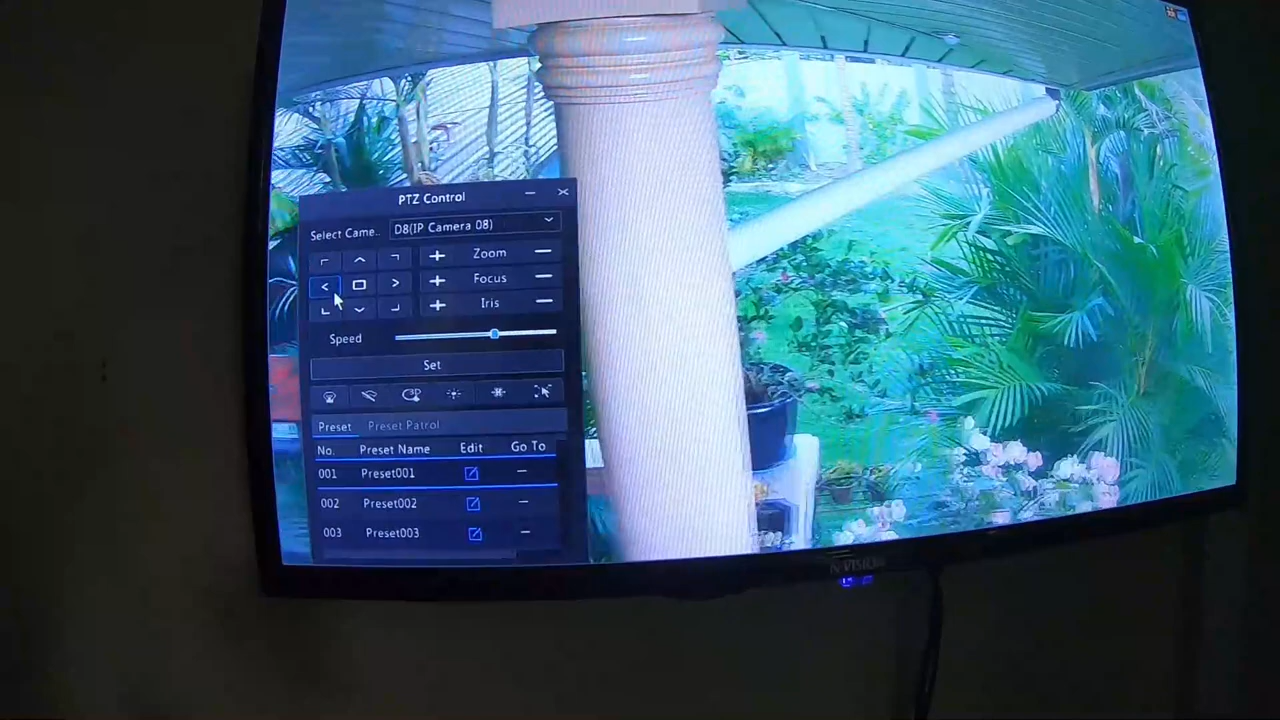 PTZ Control
Select Came..
D8(IP Camera 08)
Zoom
Focus
Iris
Speed
Set
Preset
Preset Patrol
No. Preset Name Edit Go To
001 Preset001
002 Preset002
003 Preset003
N-VISION